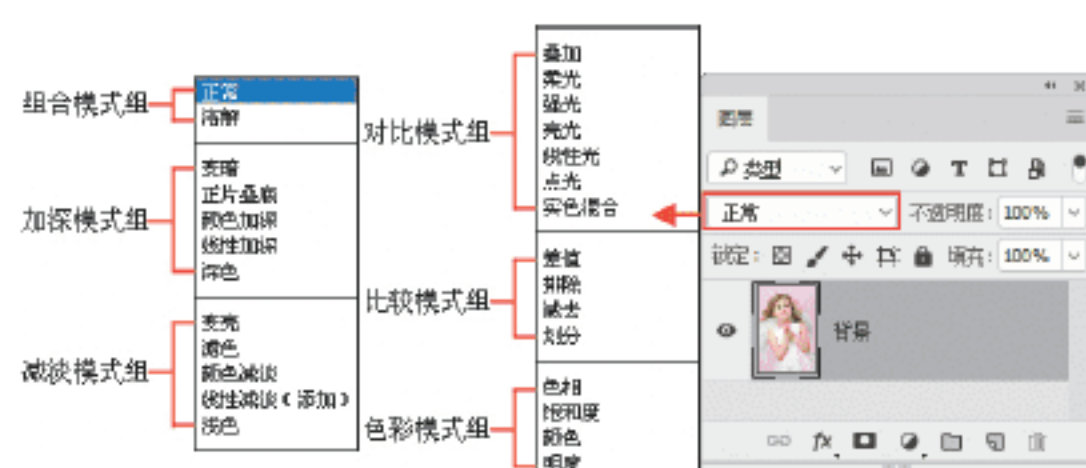 组合模式组
正常
溶解
加深模式组
变暗
正片叠底
颜色加深
线性加深
深色
减淡模式组
变亮
滤色
颜色减淡
线性减淡（添加）
浅色
对比模式组
叠加
柔光
强光
亮光
线性光
点光
实色混合
比较模式组
差值
排除
减去
划分
色彩模式组
色相
饱和度
颜色
明度
图层
类型
正常 不透明度: 100%
锁定: 填充: 100%
背景
fx